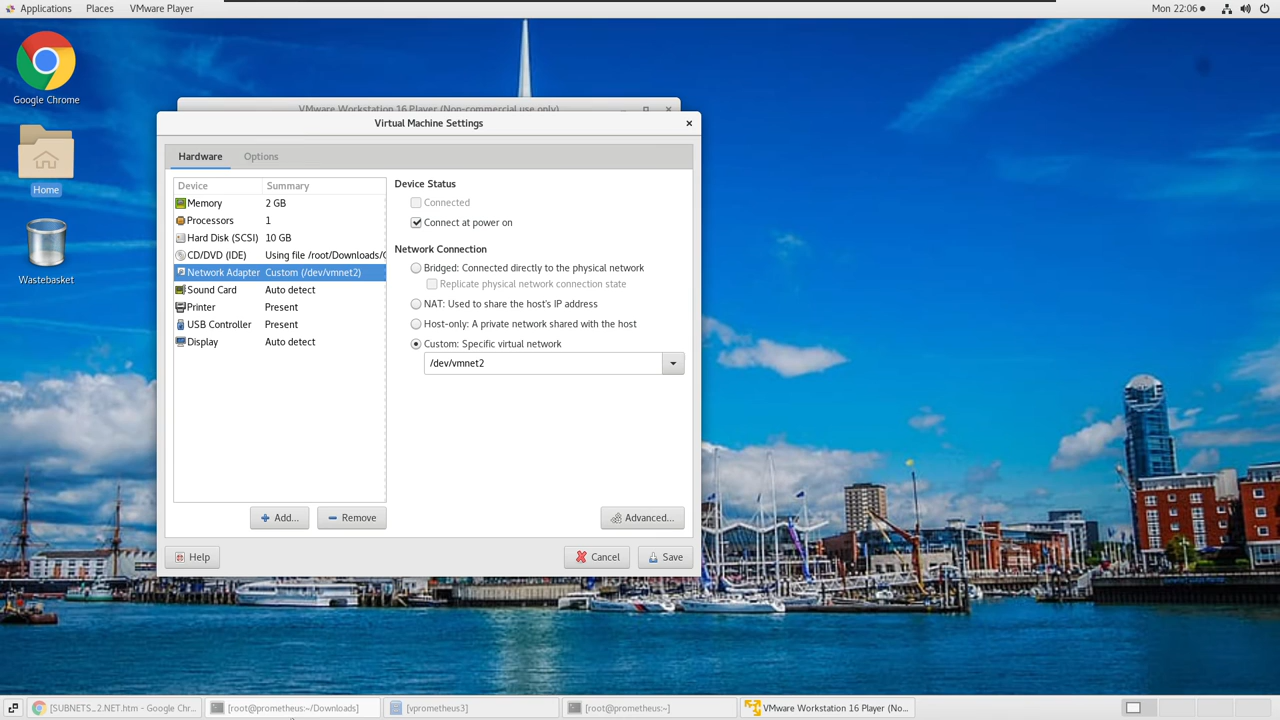 Applications Places VMware Player Mon 22:06
Google Chrome
Home
Wastebasket
VMware Workstation 16 Player (Non-commercial use only)
Virtual Machine Settings
Hardware Options
Device Summary
Memory 2 GB
Processors 1
Hard Disk (SCSI) 10 GB
CD/DVD (IDE) Using file /root/Downloads/
Network Adapter Custom (/dev/vmnet2)
Sound Card Auto detect
Printer Present
USB Controller Present
Display Auto detect
Add... Remove
Device Status
Connected
Connect at power on
Network Connection
Bridged: Connected directly to the physical network
Replicate physical network connection state
NAT: Used to share the host's IP address
Host-only: A private network shared with the host
Custom: Specific virtual network
/dev/vmnet2
Advanced...
Help Cancel Save
[SUBNETS_2.NET.htm - Google Chr... [root@prometheus:~/Downloads] [vprometheus3] [root@prometheus:~] VMware Workstation 16 Player (No...